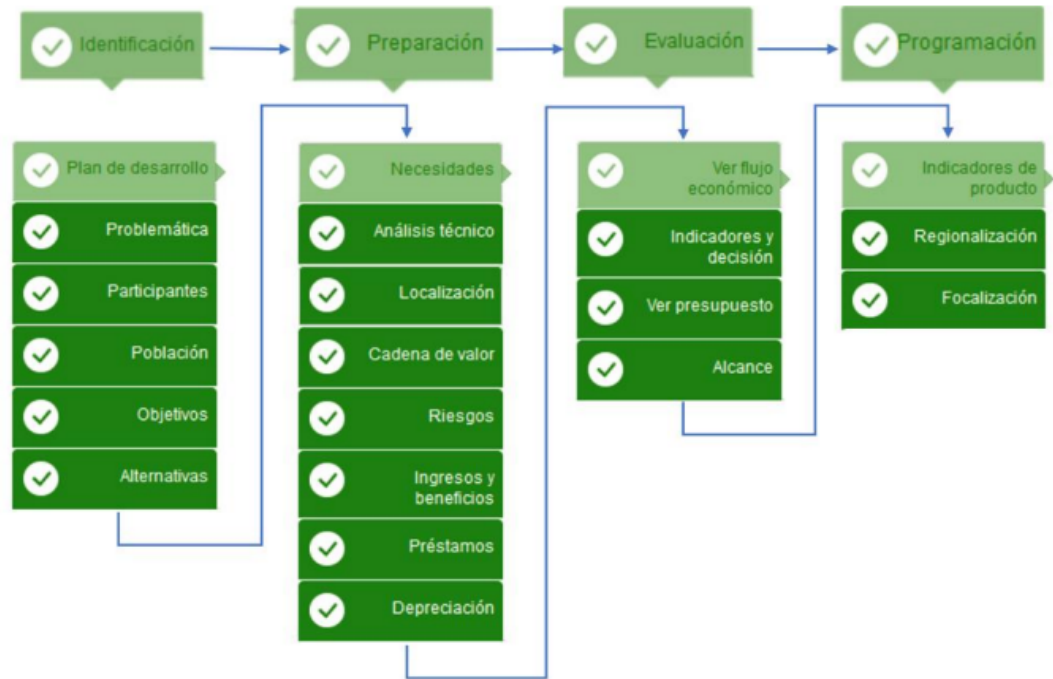 Identificación
Preparación
Evaluación
Programación
Plan de desarrollo
Problemática
Participantes
Población
Objetivos
Alternativas
Necesidades
Análisis técnico
Localización
Cadena de valor
Riesgos
Ingresos y
beneficios
Préstamos
Depreciación
Ver flujo
económico
Indicadores y
decisión
Ver presupuesto
Alcance
Indicadores de
producto
Regionalización
Focalización